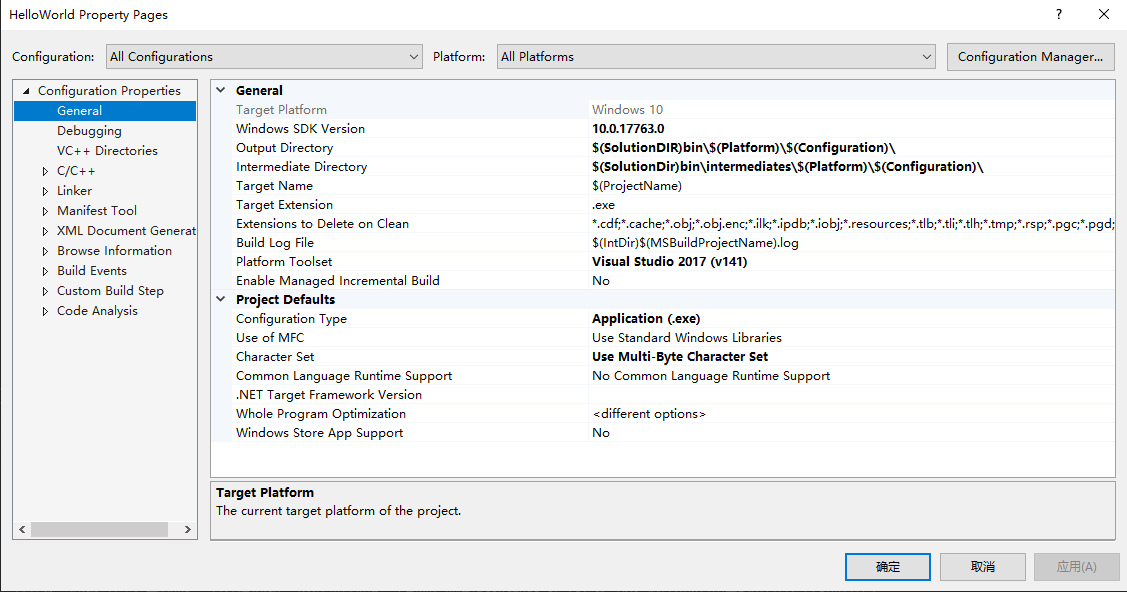 HelloWorld Property Pages
Configuration: All Configurations Platform: All Platforms Configuration Manager...
Configuration Properties
General
Debugging
VC++ Directories
C/C++
Linker
Manifest Tool
XML Document Generat
Browse Information
Build Events
Custom Build Step
Code Analysis
General
Target Platform Windows 10
Windows SDK Version 10.0.17763.0
Output Directory $(SolutionDIR)bin\$(Platform)\$(Configuration)\
Intermediate Directory $(SolutionDir)bin\intermediates\$(Platform)\$(Configuration)\
Target Name $(ProjectName)
Target Extension .exe
Extensions to Delete on Clean *.cdf;*.cache;*.obj;*.obj.enc;*.ilk;*.ipdb;*.iobj;*.resources;*.tlb;*.tli;*.tlh;*.tmp;*.rsp;*.pgc;*.pgd;
Build Log File $(IntDir)$(MSBuildProjectName).log
Platform Toolset Visual Studio 2017 (v141)
Enable Managed Incremental Build No
Project Defaults
Configuration Type Application (.exe)
Use of MFC Use Standard Windows Libraries
Character Set Use Multi-Byte Character Set
Common Language Runtime Support No Common Language Runtime Support
.NET Target Framework Version
Whole Program Optimization <different options>
Windows Store App Support No
Target Platform
The current target platform of the project.
确定 取消 应用(A)